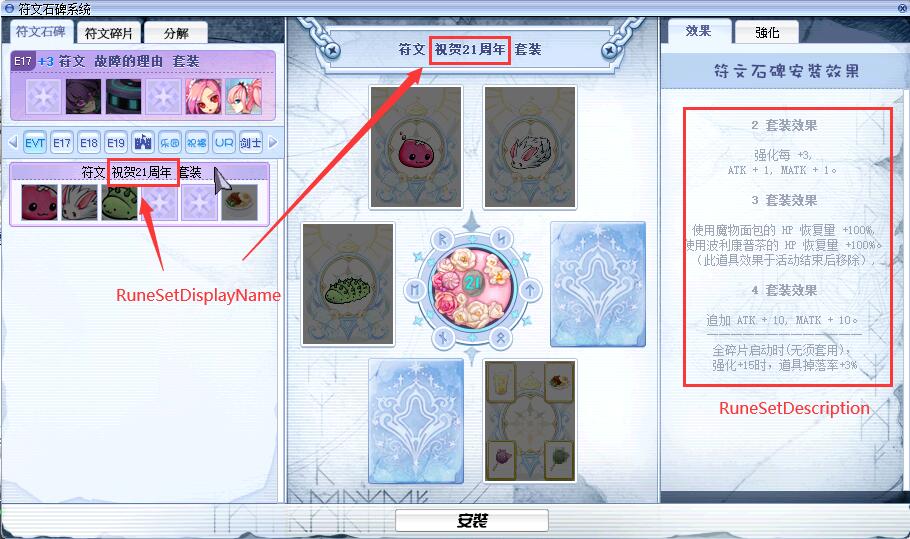 符文石碑系统
符文石碑 符文碎片 分解
E17 +3 符文 故障的理由 套装
EVT E17 E18 E19 乐园 祝福 UR 剑士
符文 祝贺21周年 套装
RuneSetDisplayName
符文 祝贺21周年 套装
21
安装
效果 強化
符文石碑安装效果
2 套装效果
强化每 +3,
ATK + 1, MATK + 1。
3 套装效果
使用魔物面包的 HP 恢复量 +100%,
使用波利康普茶的 HP 恢复量 +100%。
（此道具效果于活动结束后移除）,
4 套装效果
追加 ATK + 10, MATK + 10。
全碎片启动时(无须套用),
强化+15时，道具掉落率+3%
RuneSetDescription